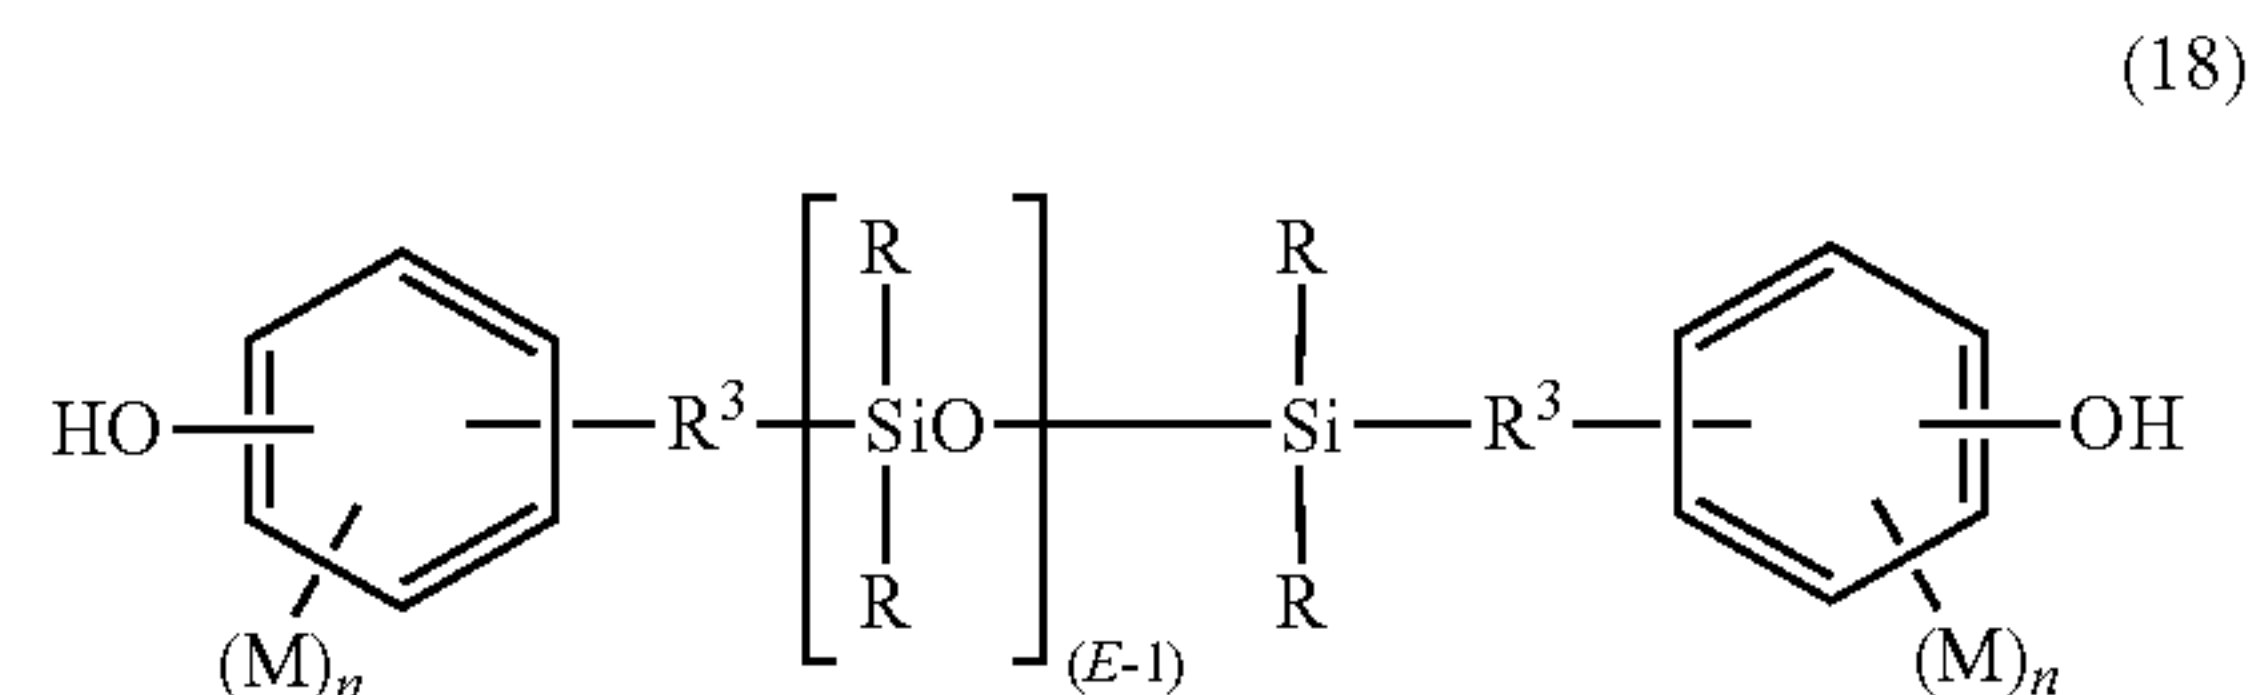 (18)
R R
HO R³ SiO Si R³ OH
R R
(M)n (E-1) (M)n